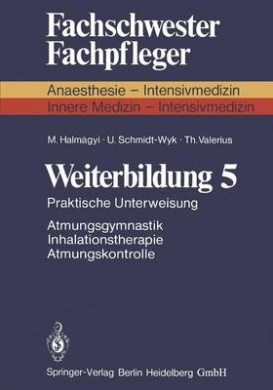 Fachschwester
Fachpfleger
Anaesthesie – Intensivmedizin
Innere Medizin – Intensivmedizin
M. Halmàgyi · U. Schmidt-Wyk · Th. Valerius
Weiterbildung 5
Praktische Unterweisung
Atmungsgymnastik
Inhalationstherapie
Atmungskontrolle
Springer-Verlag Berlin Heidelberg GmbH